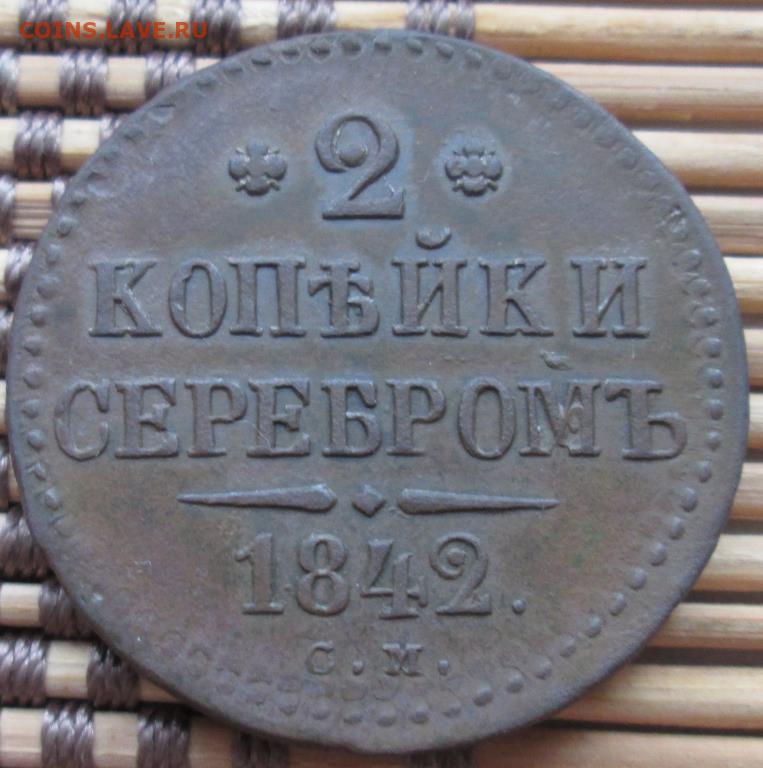 COINS.LAVE.RU
2
КОПѢЙКИ
СЕРЕБРОМЪ
1842.
С.М.